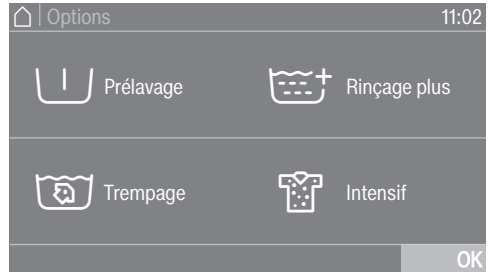 Options 11:02
Prélavage
Rinçage plus
Trempage
Intensif
OK